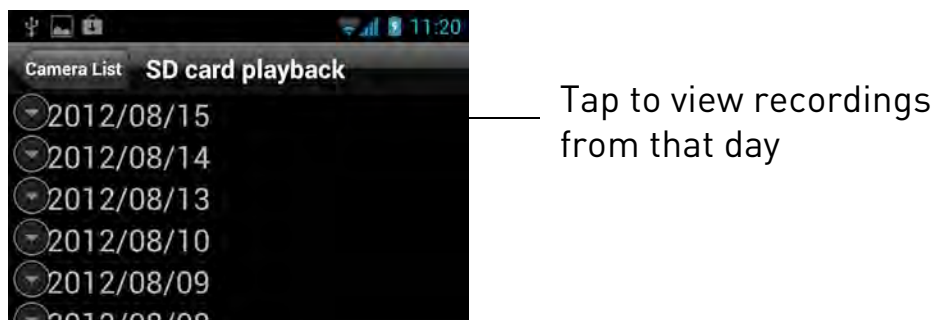 11:20
Camera List SD card playback
2012/08/15
Tap to view recordings
from that day
2012/08/14
2012/08/13
2012/08/10
2012/08/09